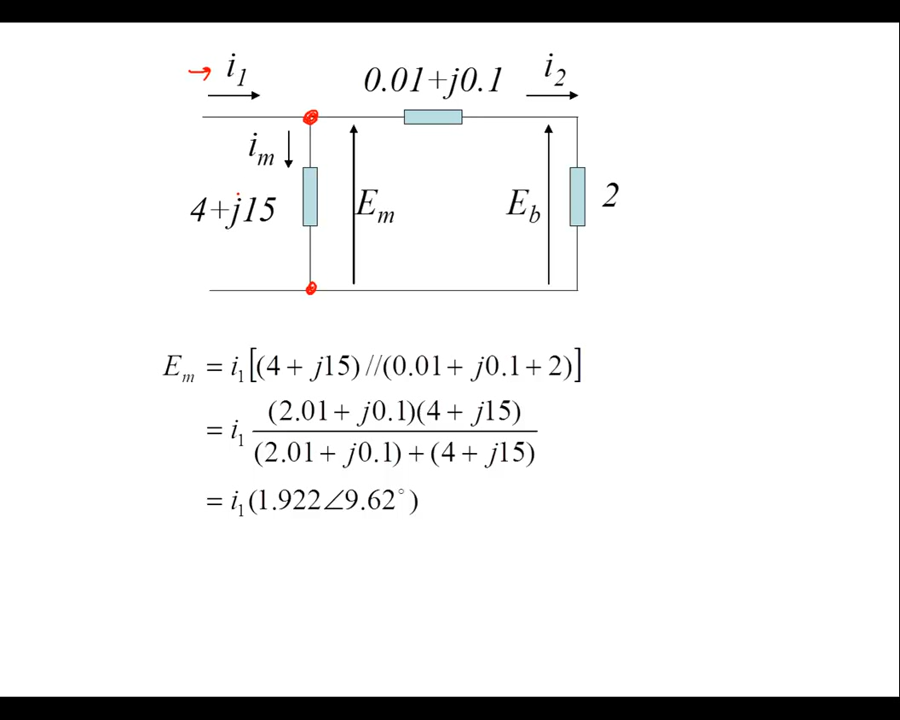 i₁
0.01+j0.1
i₂
iₘ
4+j15
Eₘ
E_b
2
Eₘ = i₁[(4 + j15) //(0.01 + j0.1 + 2)]
= i₁ (2.01 + j0.1)(4 + j15)
(2.01 + j0.1) + (4 + j15)
= i₁(1.922∠9.62°)